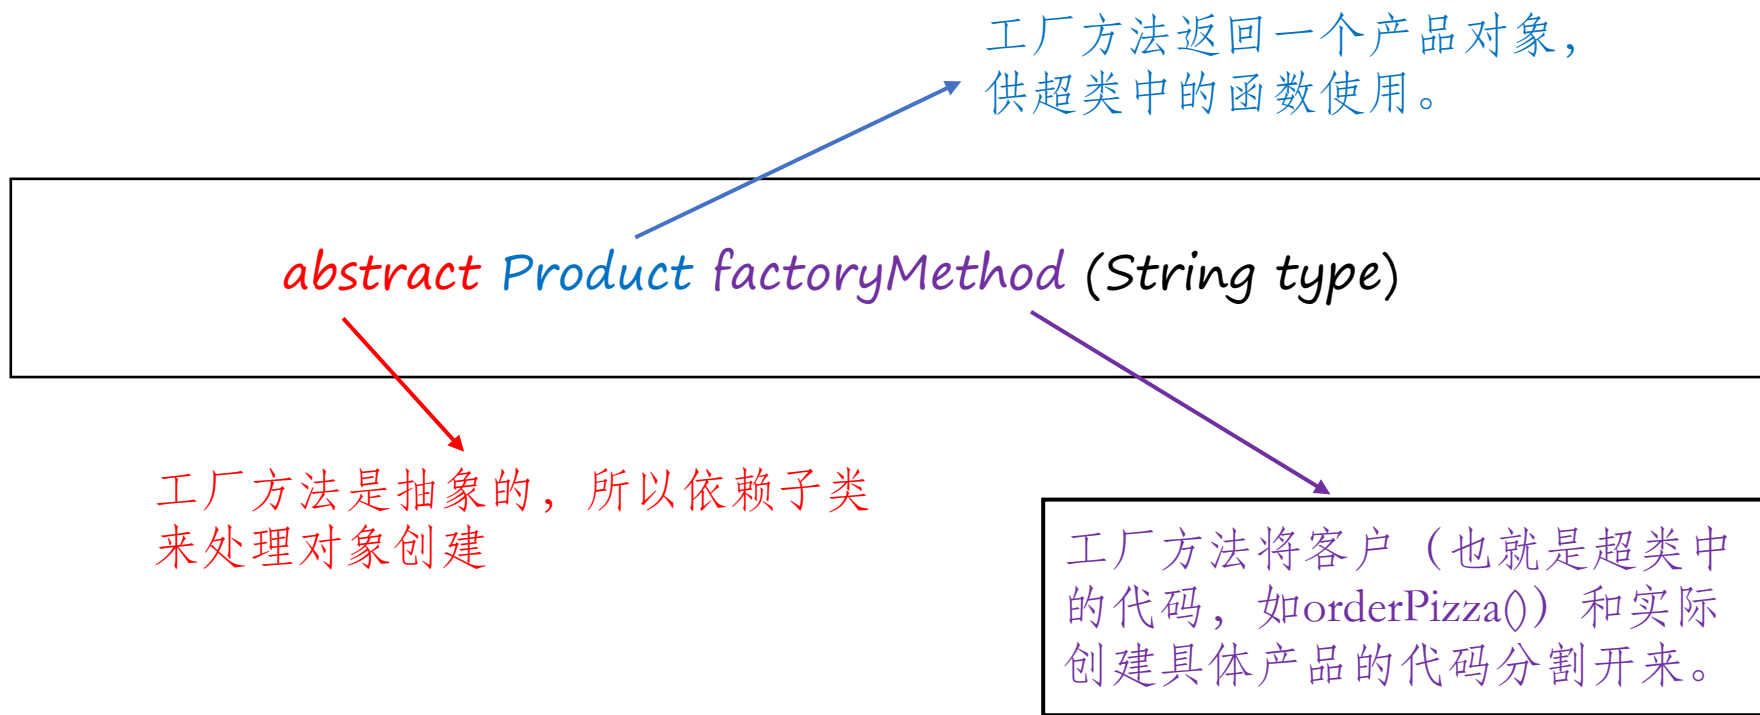 工厂方法返回一个产品对象，
供超类中的函数使用。
abstract Product factoryMethod (String type)
工厂方法是抽象的，所以依赖子类
来处理对象创建
工厂方法将客户（也就是超类中
的代码，如orderPizza()）和实际
创建具体产品的代码分割开来。